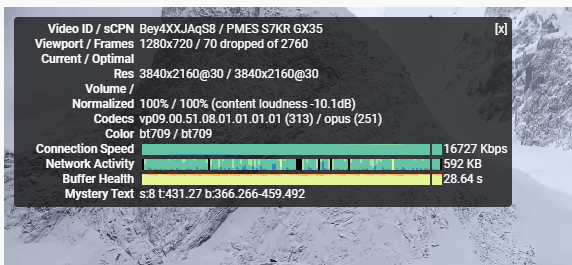 Video ID / sCPN Bey4XXJAqS8 / PMES S7KR GX35 [x]
Viewport / Frames 1280x720 / 70 dropped of 2760
Current / Optimal
Res 3840x2160@30 / 3840x2160@30
Volume /
Normalized 100% / 100% (content loudness -10.1dB)
Codecs vp09.00.51.08.01.01.01.01 (313) / opus (251)
Color bt709 / bt709
Connection Speed 16727 Kbps
Network Activity 592 KB
Buffer Health 28.64 s
Mystery Text s:8 t:431.27 b:366.266-459.492